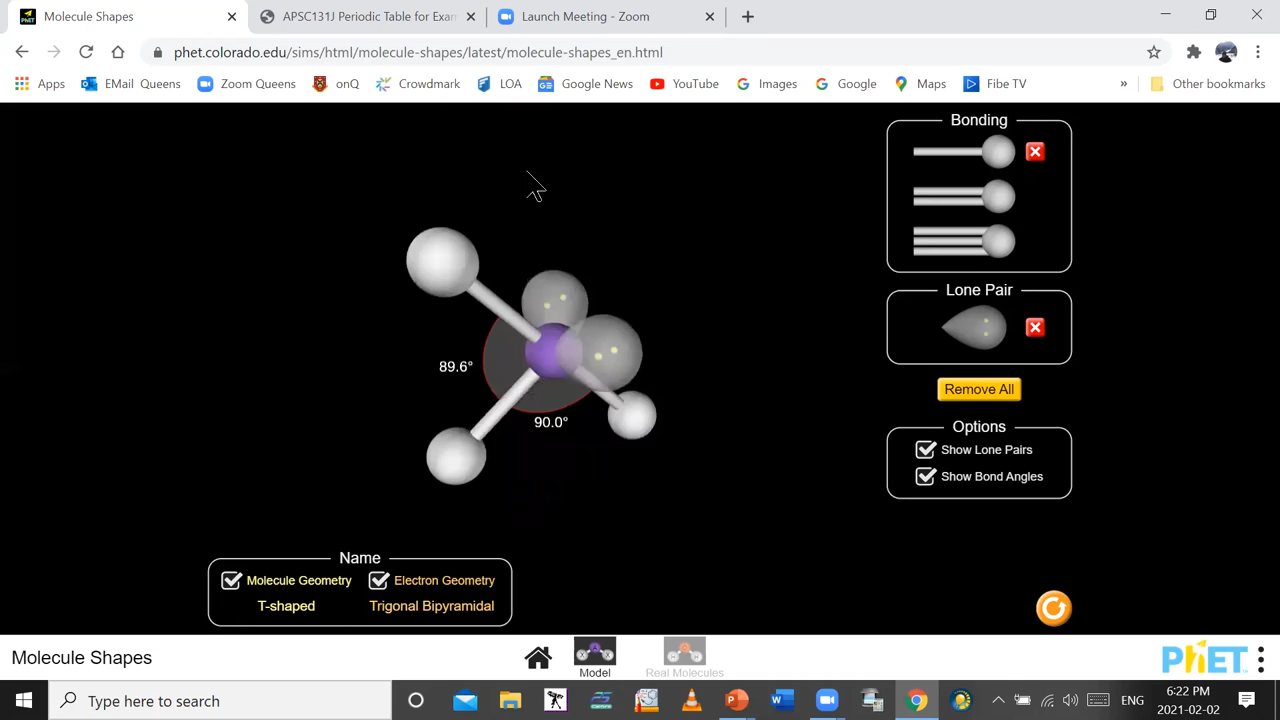 Molecule Shapes
APSC131J Periodic Table for Exam
Launch Meeting - Zoom
phet.colorado.edu/sims/html/molecule-shapes/latest/molecule-shapes_en.html
Apps EMail Queens Zoom Queens onQ Crowdmark LOA Google News YouTube Images Google Maps Fibe TV » Other bookmarks
Bonding
Lone Pair
Remove All
Options
Show Lone Pairs
Show Bond Angles
89.6°
90.0°
Name
Molecule Geometry Electron Geometry
T-shaped Trigonal Bipyramidal
Molecule Shapes
Model
Real Molecules
PhET
Type here to search
ENG
6:22 PM
2021-02-02